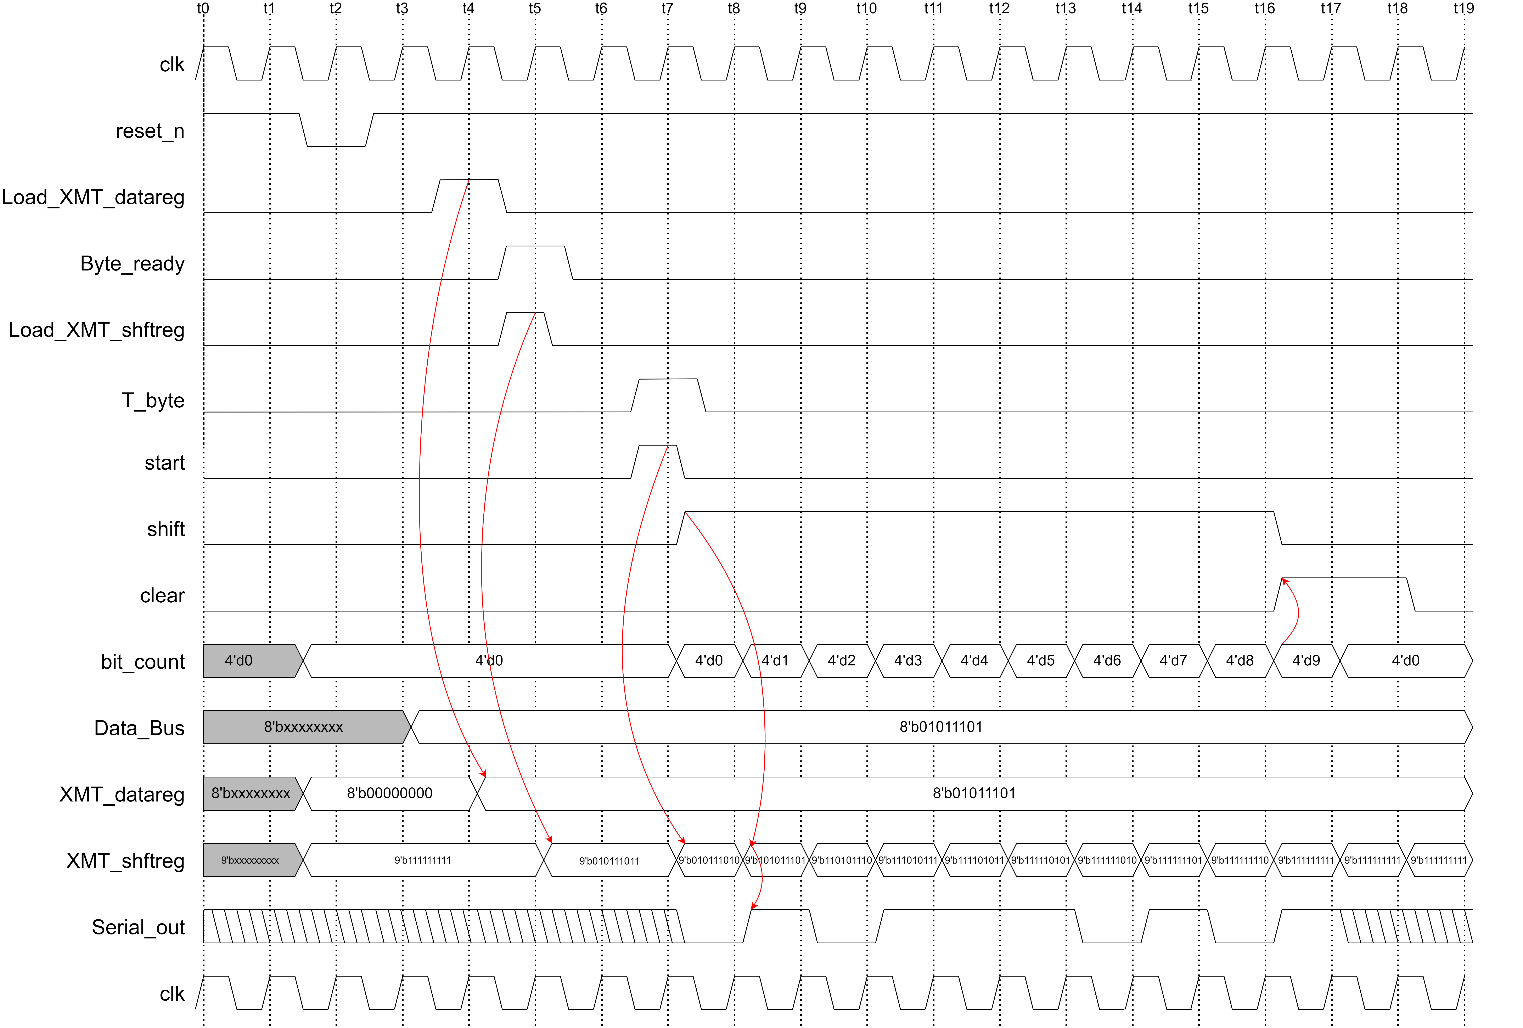 t0 t1 t2 t3 t4 t5 t6 t7 t8 t9 t10 t11 t12 t13 t14 t15 t16 t17 t18 t19
clk
reset_n
Load_XMT_datareg
Byte_ready
Load_XMT_shftreg
T_byte
start
shift
clear
bit_count 4'd0 4'd0 4'd0 4'd1 4'd2 4'd3 4'd4 4'd5 4'd6 4'd7 4'd8 4'd9 4'd0
Data_Bus 8'bxxxxxxxx 8'b01011101
XMT_datareg 8'bxxxxxxxx 8'b00000000 8'b01011101
XMT_shftreg 9'bxxxxxxxxx 9'b111111111 9'b010111011 9'b010111010 9'b101011101 9'b110101110 9'b111010111 9'b111101011 9'b111110101 9'b111111010 9'b111111101 9'b111111110 9'b111111111 9'b111111111 9'b111111111
Serial_out
clk